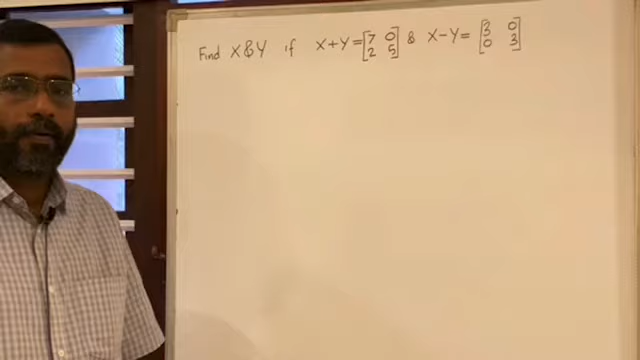 Find X & Y if X+Y = [7 0; 2 5] & X-Y = [3 0; 0 3]